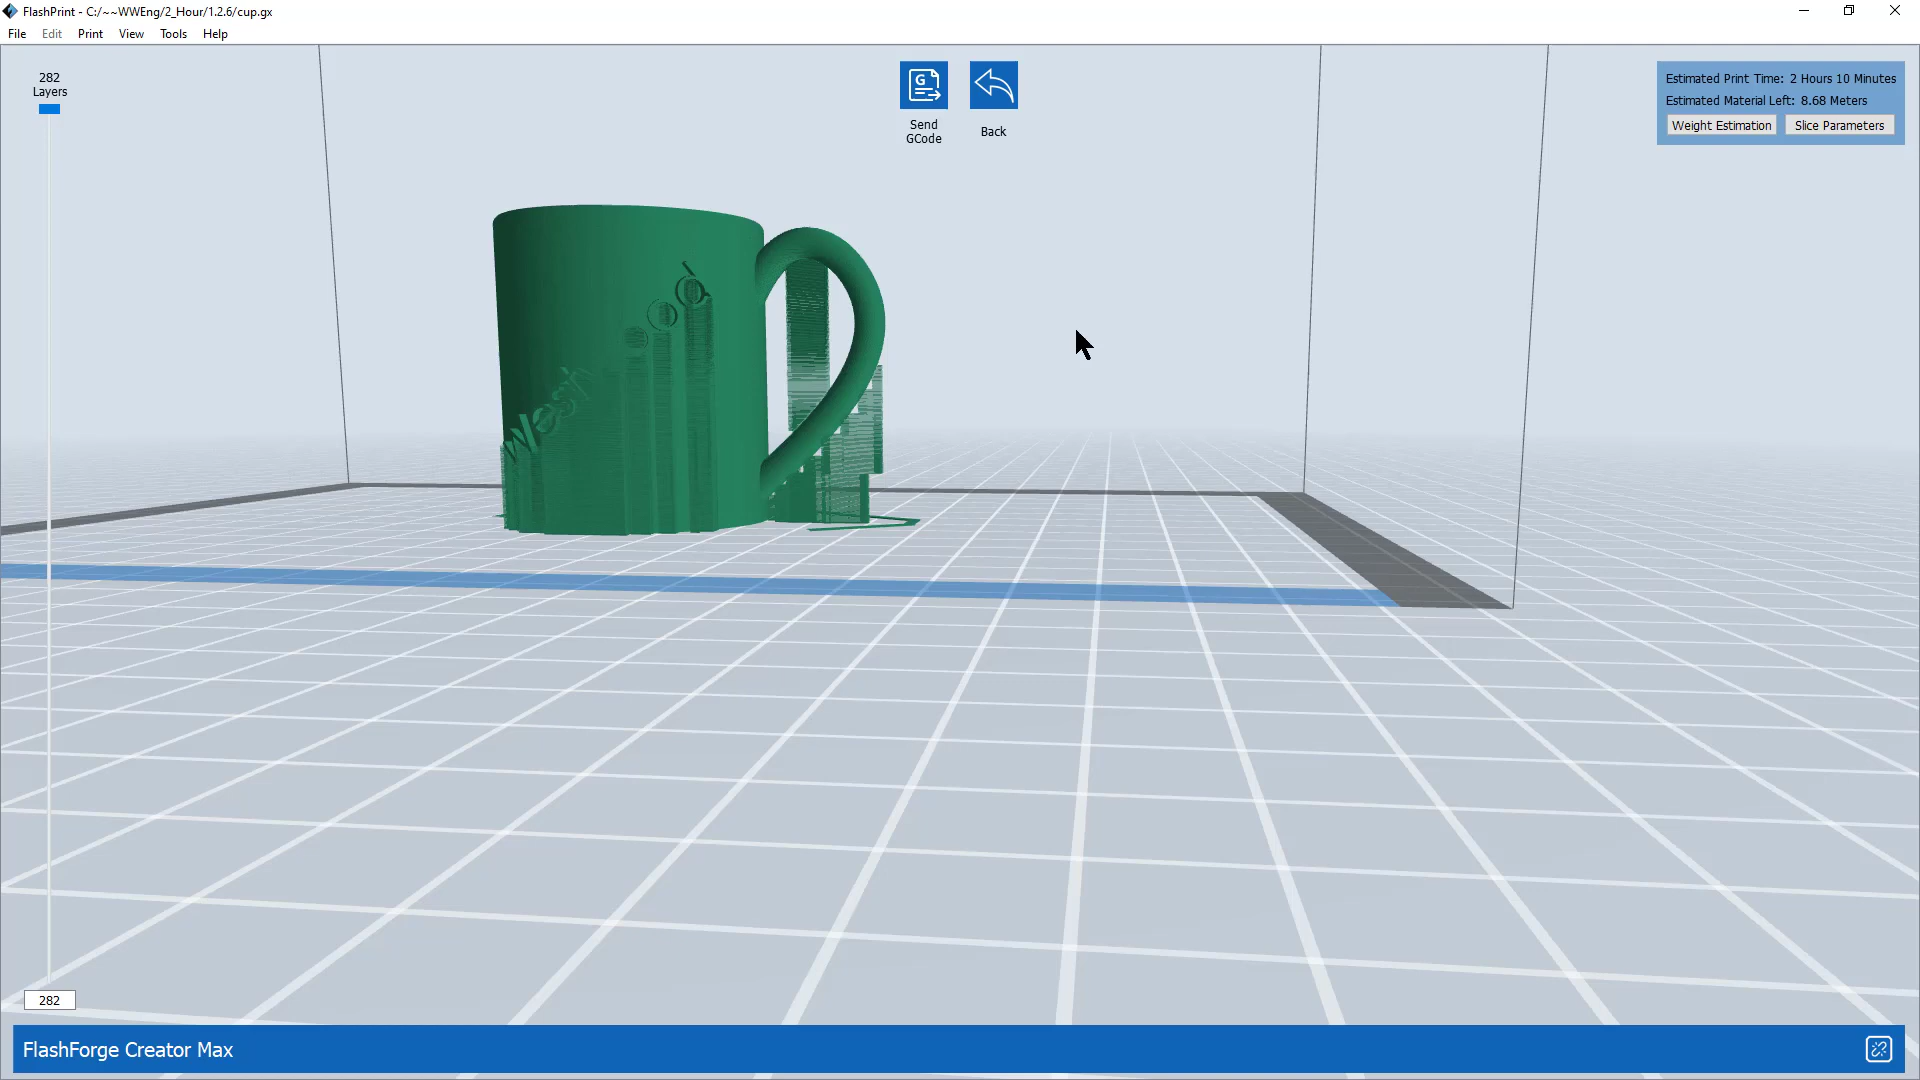 FlashPrint - C:/~~WWEng/2_Hour/1.2.6/cup.gx
File Edit Print View Tools Help
282
Layers
Send
GCode
Back
Estimated Print Time: 2 Hours 10 Minutes
Estimated Material Left: 8.68 Meters
Weight Estimation Slice Parameters
282
FlashForge Creator Max